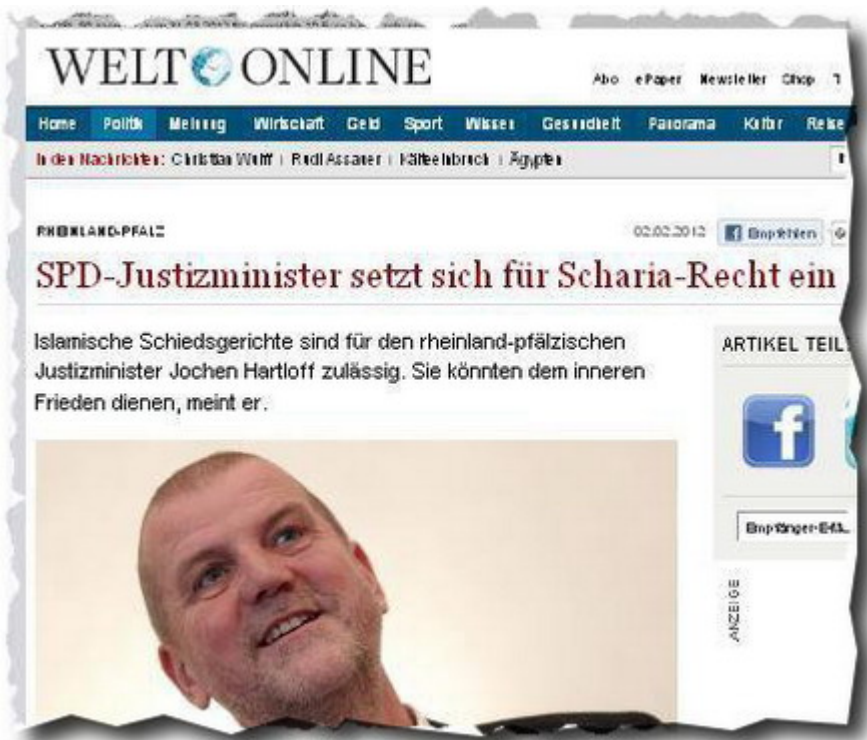 WELT ONLINE
Abo ePaper Newsletter Shop
Home Politik Meinung Wirtschaft Geld Sport Wissen Gesundheit Panorama Kultur Reise
In den Nachrichten: Christian Wulff | Rudi Assauer | Kälteeinbruch | Ägypten
RHEINLAND-PFALZ
02.02.2012 Empfehlen
SPD-Justizminister setzt sich für Scharia-Recht ein
Islamische Schiedsgerichte sind für den rheinland-pfälzischen
Justizminister Jochen Hartloff zulässig. Sie könnten dem inneren
Frieden dienen, meint er.
ARTIKEL TEIL
f
Empfänger-E-Ma
ANZEIGE